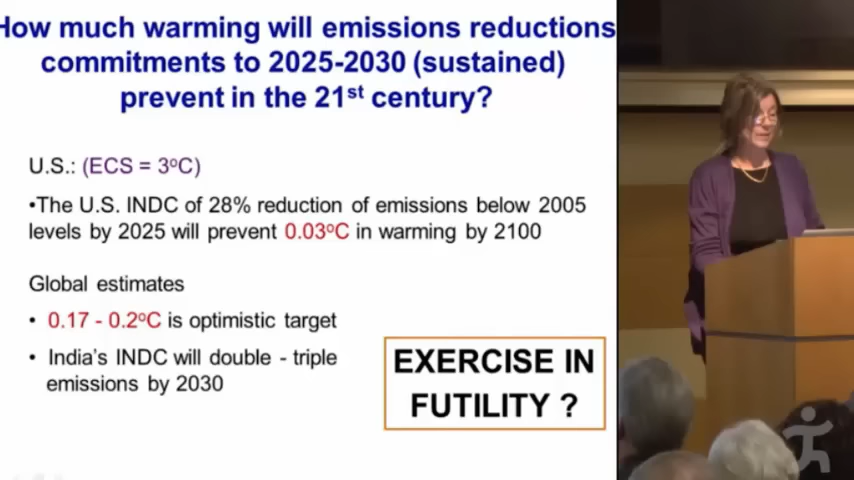 How much warming will emissions reductions
commitments to 2025-2030 (sustained)
prevent in the 21st century?
U.S.: (ECS = 3ºC)
•The U.S. INDC of 28% reduction of emissions below 2005
levels by 2025 will prevent 0.03ºC in warming by 2100
Global estimates
• 0.17 - 0.2ºC is optimistic target
• India's INDC will double - triple
emissions by 2030
EXERCISE IN
FUTILITY ?